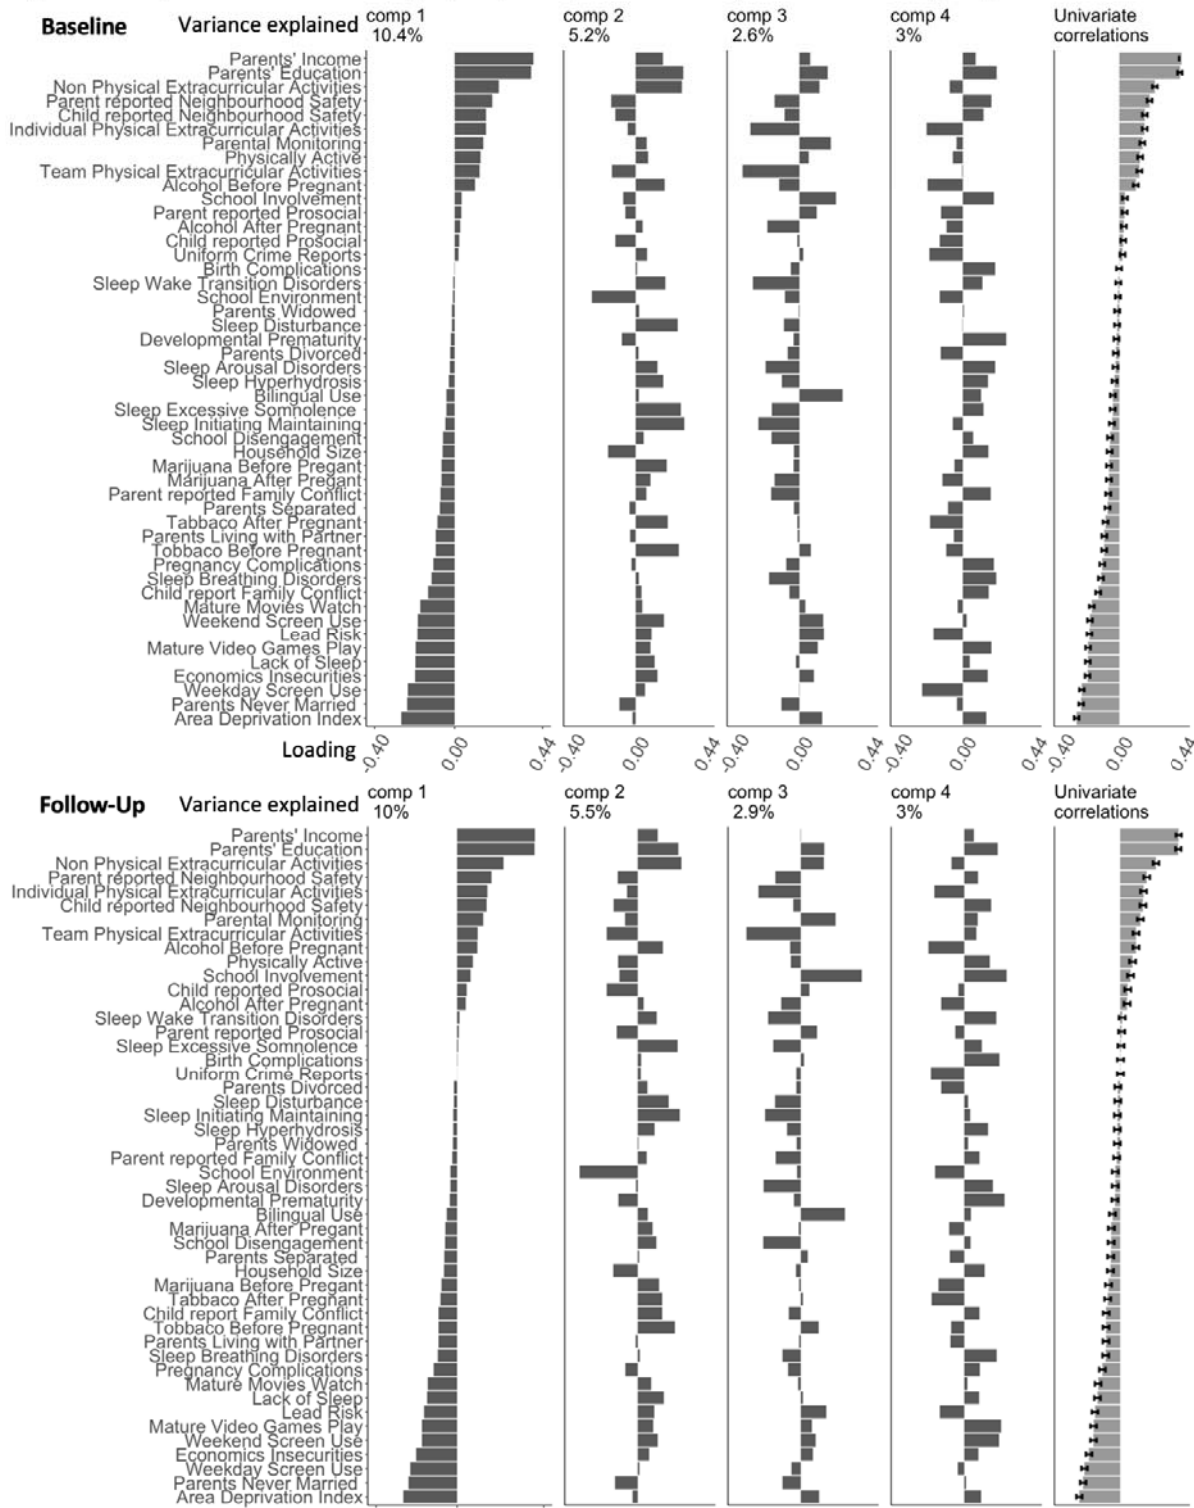 Baseline Variance explained
comp 1
10.4%
comp 2
5.2%
comp 3
2.6%
comp 4
3%
Univariate
correlations
Parents' Income
Parents' Education
Non Physical Extracurricular Activities
Parent reported Neighbourhood Safety
Child reported Neighbourhood Safety
Individual Physical Extracurricular Activities
Parental Monitoring
Physically Active
Team Physical Extracurricular Activities
Alcohol Before Pregnant
School Involvement
Parent reported Prosocial
Alcohol After Pregnant
Child reported Prosocial
Uniform Crime Reports
Birth Complications
Sleep Wake Transition Disorders
School Environment
Parents Widowed
Sleep Disturbance
Developmental Prematurity
Parents Divorced
Sleep Arousal Disorders
Sleep Hyperhydrosis
Bilingual Use
Sleep Excessive Somnolence
Sleep Initiating Maintaining
School Disengagement
Household Size
Marijuana Before Pregant
Marijuana After Pregant
Parent reported Family Conflict
Parents Separated
Tabbaco After Pregnant
Parents Living with Partner
Tobbaco Before Pregnant
Pregnancy Complications
Sleep Breathing Disorders
Child report Family Conflict
Mature Movies Watch
Weekend Screen Use
Lead Risk
Mature Video Games Play
Lack of Sleep
Economics Insecurities
Weekday Screen Use
Parents Never Married
Area Deprivation Index
Loading
-0.40 0.00 0.44 -0.40 0.00 0.44 -0.40 0.00 0.44 -0.40 0.00 0.44 -0.40 0.00 0.44
Follow-Up Variance explained
comp 1
10%
comp 2
5.5%
comp 3
2.9%
comp 4
3%
Univariate
correlations
Parents' Income
Parents' Education
Non Physical Extracurricular Activities
Parent reported Neighbourhood Safety
Individual Physical Extracurricular Activities
Child reported Neighbourhood Safety
Parental Monitoring
Team Physical Extracurricular Activities
Alcohol Before Pregnant
Physically Active
School Involvement
Child reported Prosocial
Alcohol After Pregnant
Sleep Wake Transition Disorders
Parent reported Prosocial
Sleep Excessive Somnolence
Birth Complications
Uniform Crime Reports
Parents Divorced
Sleep Disturbance
Sleep Initiating Maintaining
Sleep Hyperhydrosis
Parents Widowed
Parent reported Family Conflict
School Environment
Sleep Arousal Disorders
Developmental Prematurity
Bilingual Use
Marijuana After Pregant
School Disengagement
Parents Separated
Household Size
Marijuana Before Pregant
Tabbaco After Pregnant
Child report Family Conflict
Tobbaco Before Pregnant
Parents Living with Partner
Sleep Breathing Disorders
Pregnancy Complications
Mature Movies Watch
Lack of Sleep
Lead Risk
Mature Video Games Play
Weekend Screen Use
Economics Insecurities
Weekday Screen Use
Parents Never Married
Area Deprivation Index